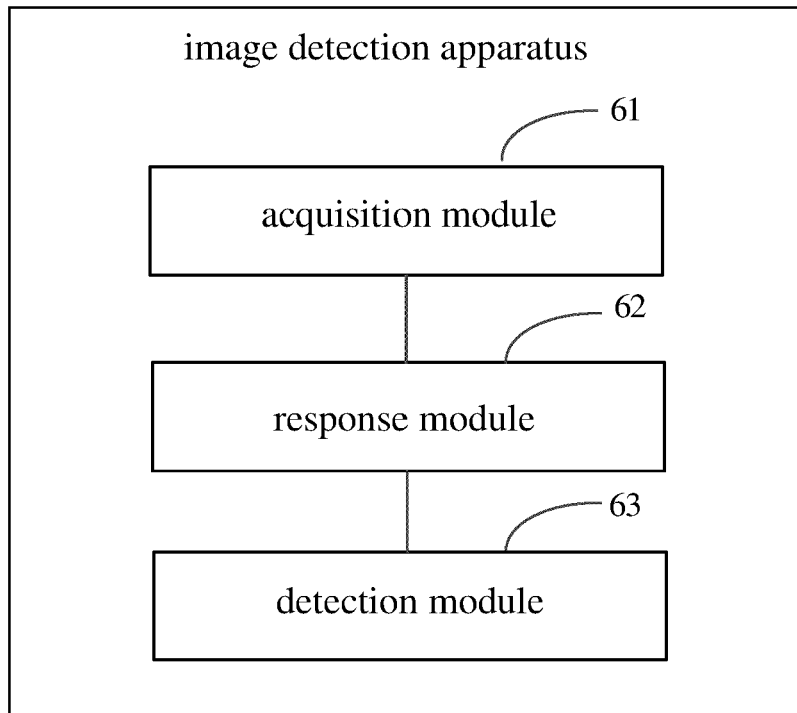 image detection apparatus
61
acquisition module
62
response module
63
detection module